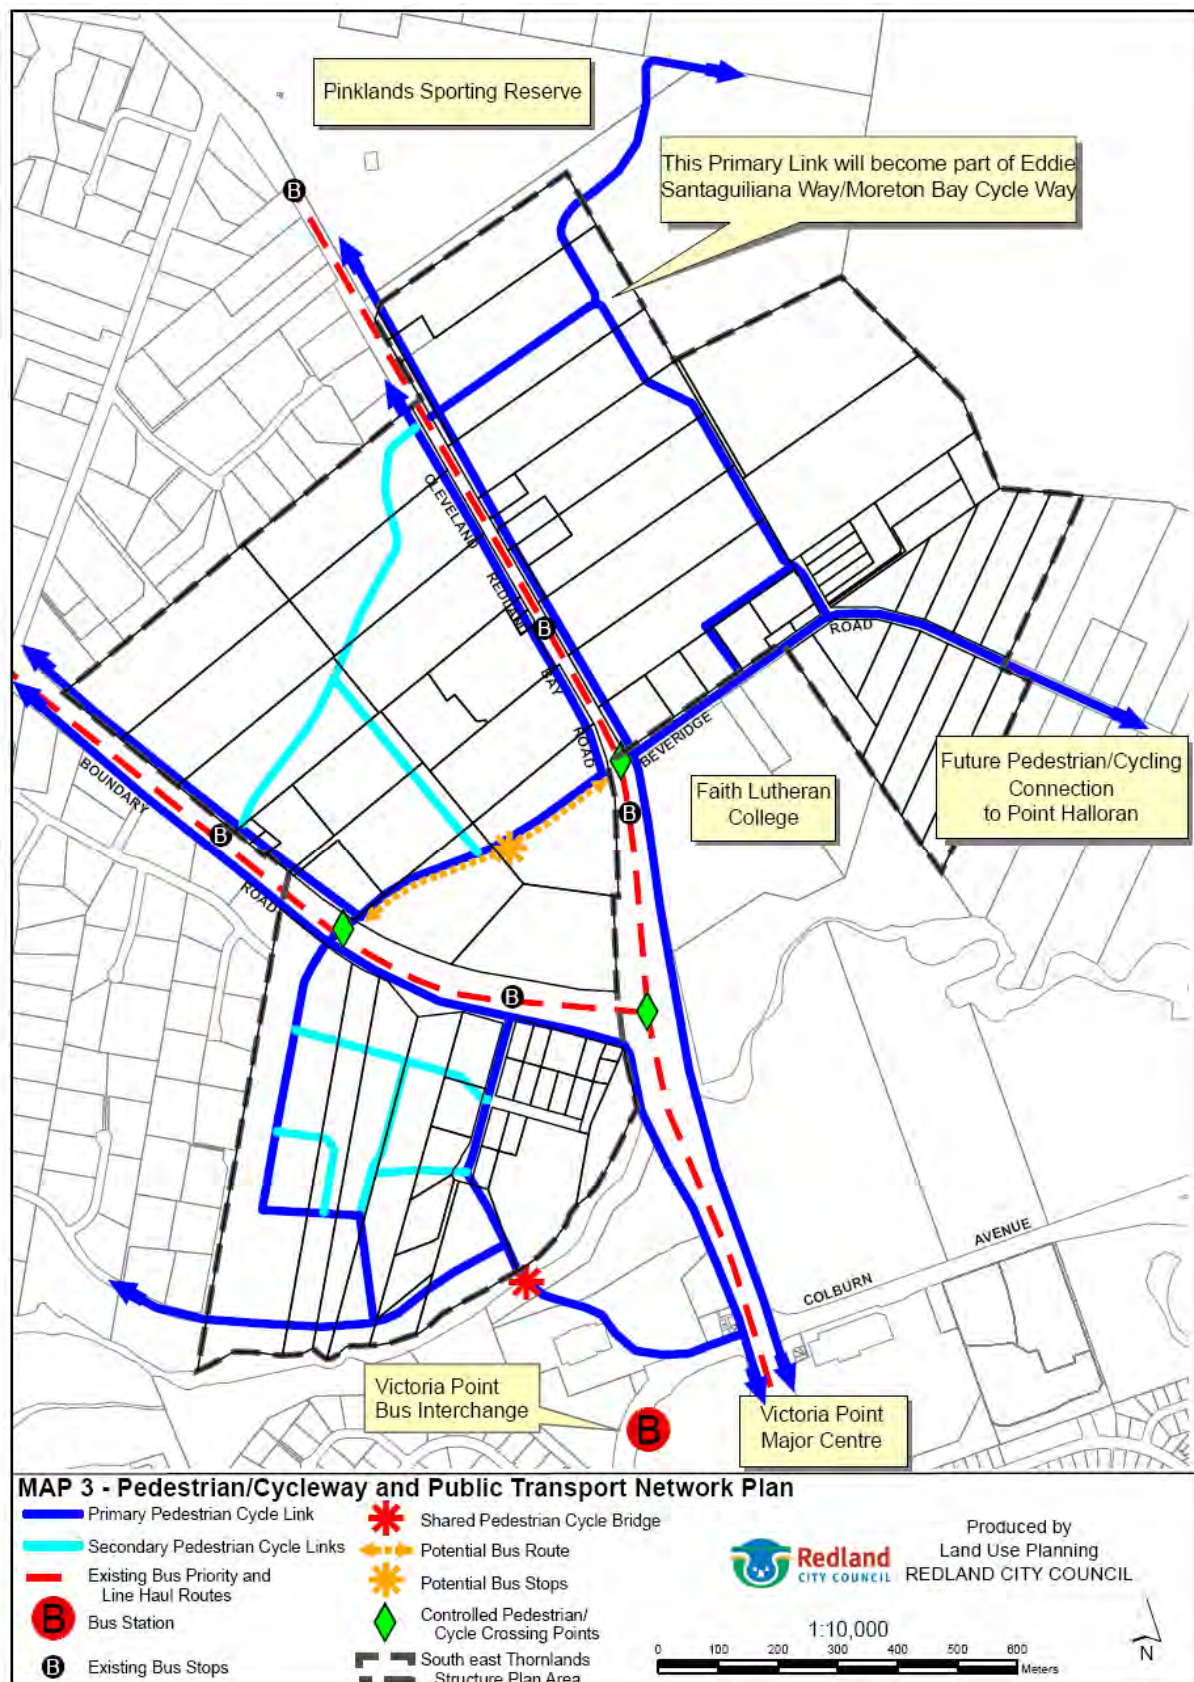 Pinklands Sporting Reserve
This Primary Link will become part of Eddie
Santaguiliana Way/Moreton Bay Cycle Way
B
CLEVELAND
REDLAND
BAY
ROAD
B
ROAD
BEVERIDGE
Future Pedestrian/Cycling
Connection
to Point Halloran
Faith Lutheran
College
B
BOUNDARY
ROAD
B
B
AVENUE
COLBURN
Victoria Point
Bus Interchange
B
Victoria Point
Major Centre
MAP 3 - Pedestrian/Cycleway and Public Transport Network Plan
Primary Pedestrian Cycle Link
Secondary Pedestrian Cycle Links
Existing Bus Priority and
Line Haul Routes
B
Bus Station
B
Existing Bus Stops
Shared Pedestrian Cycle Bridge
Potential Bus Route
Potential Bus Stops
Controlled Pedestrian/
Cycle Crossing Points
South east Thornlands
Structure Plan Area
Redland
CITY COUNCIL
Produced by
Land Use Planning
REDLAND CITY COUNCIL
1:10,000
0 100 200 300 400 500 600
Meters
N